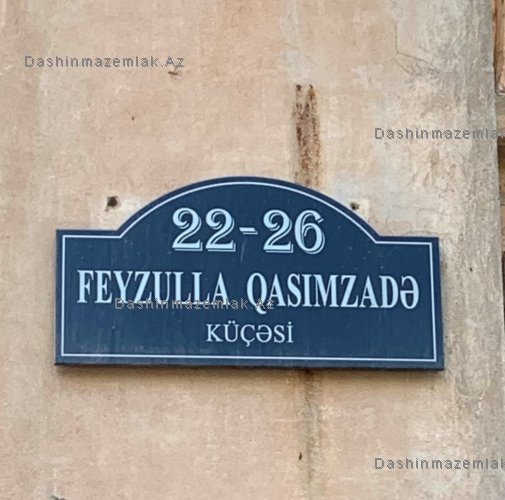 Dashinmazemlak.Az
Dashinmazemlak
22-26
FEYZULLA QASIMZADƏ
Dashinmazemlak.Az
KÜÇƏSİ
Dashinmazemlak